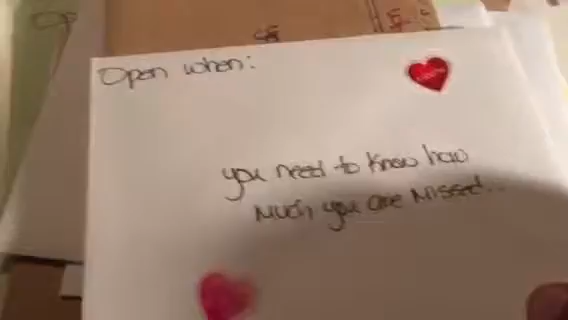 Open when:
you need to know how
much you are missed...